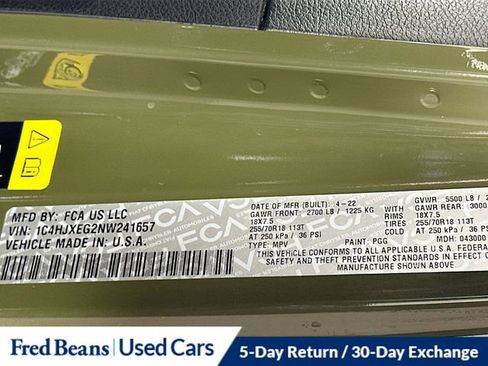 MFD BY: FCA US LLC
VIN: 1C4HJXEG2NW241657
VEHICLE MADE IN U.S.A.
DATE OF MFR (BUILT): 4-22
GAWR FRONT: 2700 LB / 1225 KG
18X7.5
255/70R18 113T
AT 250 kPa / 36 PSI
TYPE: MPV
PAINT: PGG
GVWR: 5500 LB /
GAWR REAR: 3000
RIMS 18X7.5
TIRES 255/70R18 113T
AT 250 kPa / 36 PSI
MDH: 043000
THIS VEHICLE CONFORMS TO ALL APPLICABLE U.S.A. FEDERAL
SAFETY AND THEFT PREVENTION STANDARDS IN EFFECT
MANUFACTURE SHOWN ABOVE.
Fred Beans Used Cars
5-Day Return / 30-Day Exchange